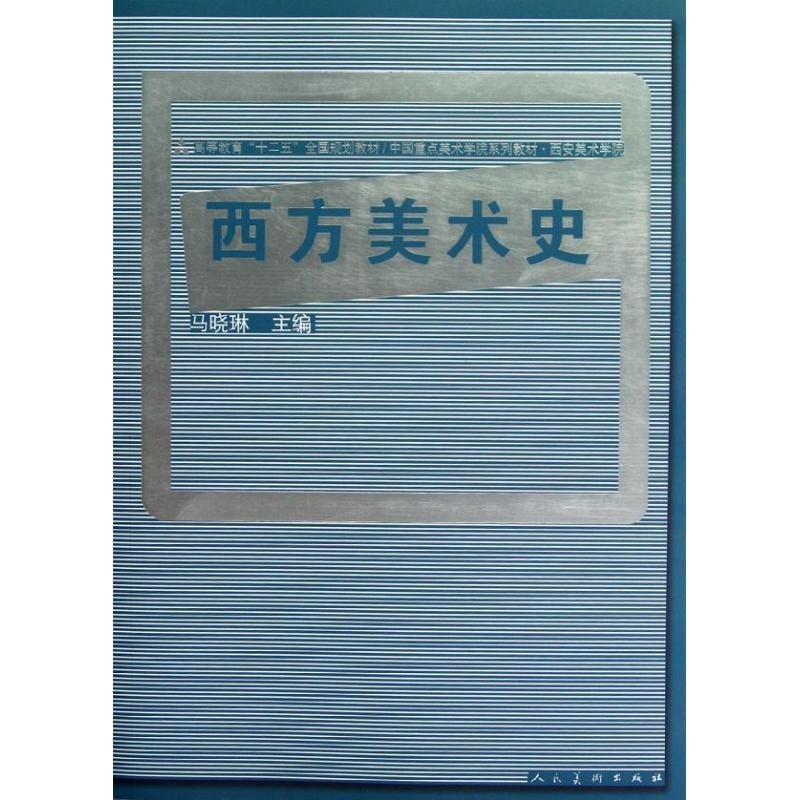 高等教育“十二五”全国规划教材/中国重点美术学院系列教材·西安美术学院
西方美术史
马晓琳 主编
人民美術出版社